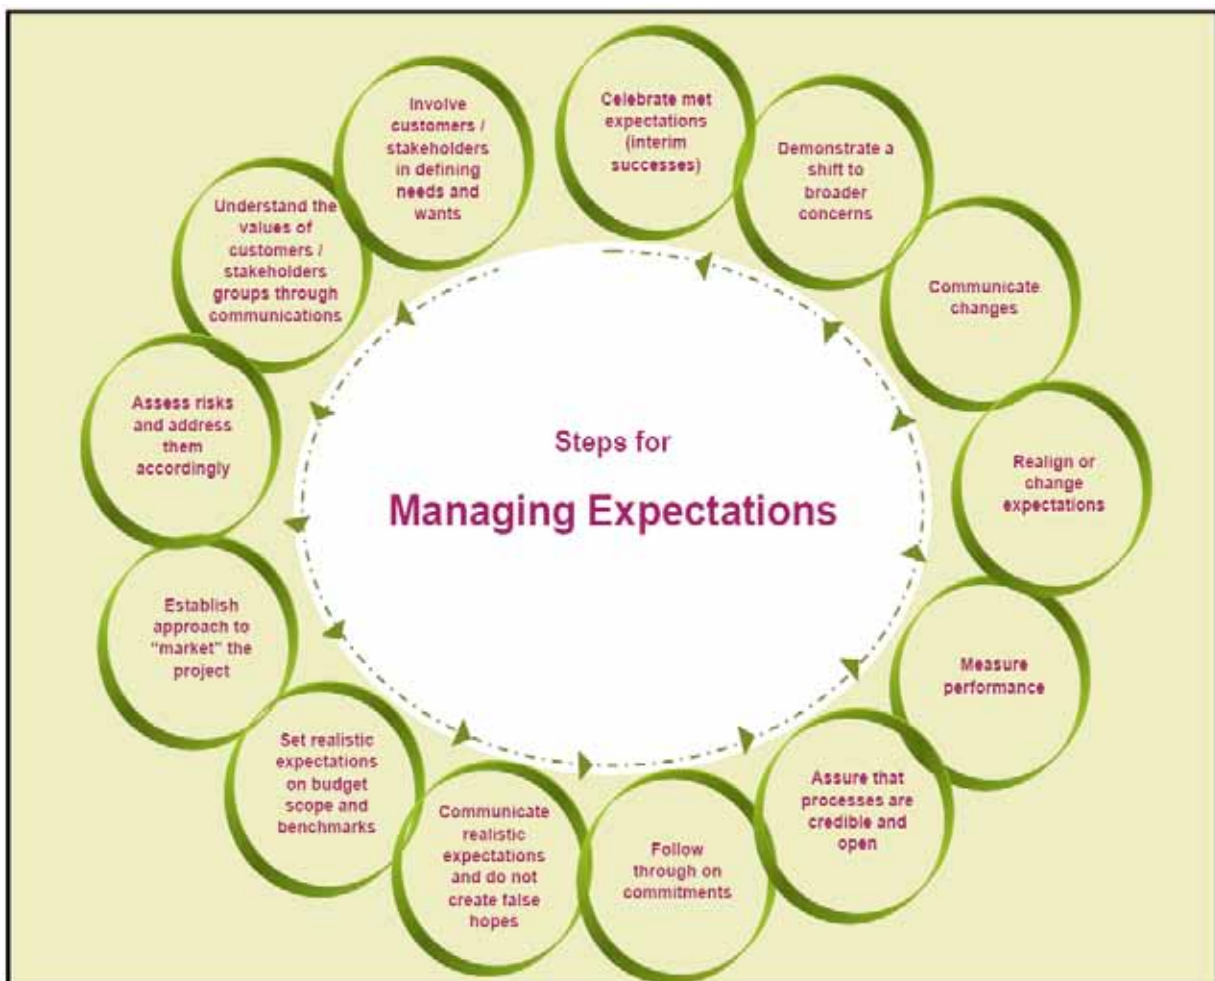 Steps for
Managing Expectations
Involve
customers /
stakeholders
in defining
needs and
wants
Understand the
values of
customers /
stakeholders
groups through
communications
Assess risks
and address
them
accordingly
Establish
approach to
"market" the
project
Set realistic
expectations
on budget
scope and
benchmarks
Communicate
realistic
expectations
and do not
create false
hopes
Follow
through on
commitments
Assure that
processes are
credible and
open
Measure
performance
Realign or
change
expectations
Communicate
changes
Demonstrate a
shift to
broader
concerns
Celebrate met
expectations
(interim
successes)